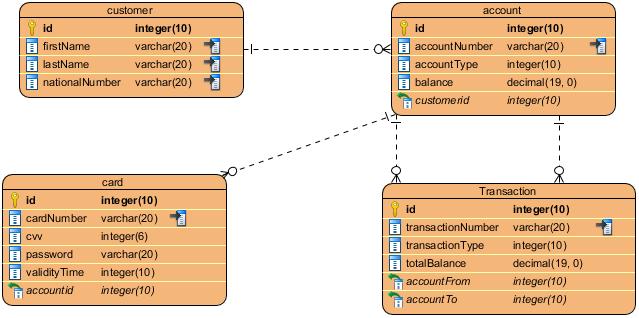 customer
id integer(10)
firstName varchar(20)
lastName varchar(20)
nationalNumber varchar(20)
account
id integer(10)
accountNumber varchar(20)
accountType integer(10)
balance decimal(19, 0)
customerid integer(10)
card
id integer(10)
cardNumber varchar(20)
cvv integer(6)
password varchar(20)
validityTime integer(10)
accountid integer(10)
Transaction
id integer(10)
transactionNumber varchar(20)
transactionType integer(10)
totalBalance decimal(19, 0)
accountFrom integer(10)
accountTo integer(10)